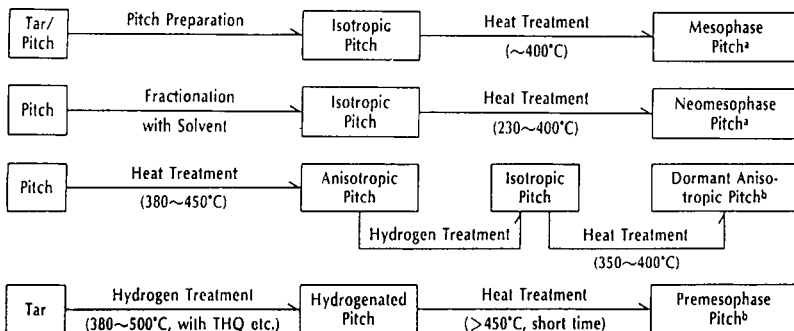 Tar/ Pitch
Pitch Preparation
Isotropic Pitch
Heat Treatment
(~400°C)
Mesophase Pitchᵃ
Pitch
Fractionation
with Solvent
Isotropic Pitch
Heat Treatment
(230~400°C)
Neomesophase Pitchᵃ
Pitch
Heat Treatment
(380~450°C)
Anisotropic Pitch
Hydrogen Treatment
Isotropic Pitch
Heat Treatment
(350~400°C)
Dormant Aniso-
tropic Pitchᵇ
Tar
Hydrogen Treatment
(380~500°C, with THQ etc.)
Hydrogenated Pitch
Heat Treatment
(>450°C, short time)
Premesophase Pitchᵇ